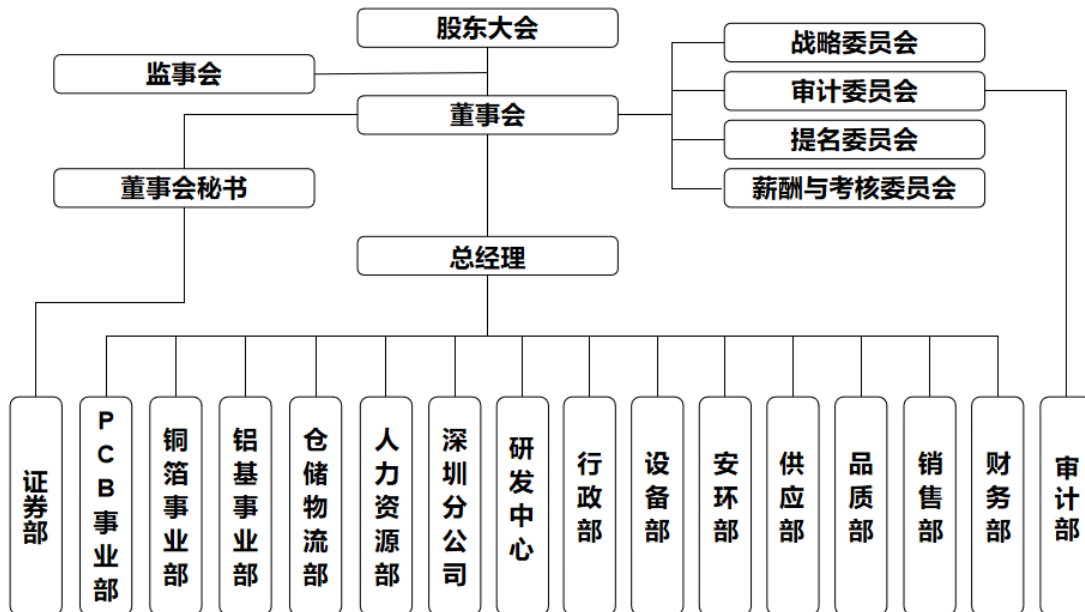 股东大会
战略委员会
监事会
审计委员会
董事会
提名委员会
董事会秘书
薪酬与考核委员会
总经理
证券部
PCB事业部
铜箔事业部
铝基事业部
仓储物流部
人力资源部
深圳分公司
研发中心
行政部
设备部
安环部
供应部
品质部
销售部
财务部
审计部